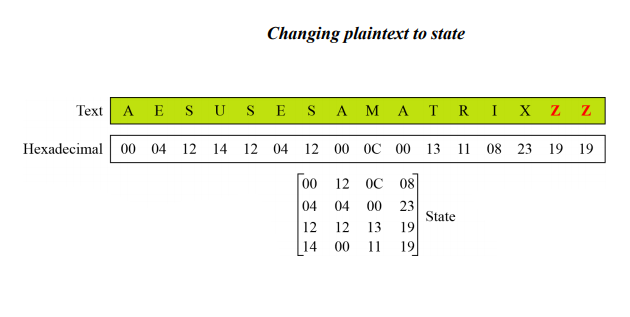 Changing plaintext to state
Text A E S U S E S A M A T R I X Z Z
Hexadecimal 00 04 12 14 12 04 12 00 0C 00 13 11 08 23 19 19
00 12 0C 08
04 04 00 23
State
12 12 13 19
14 00 11 19